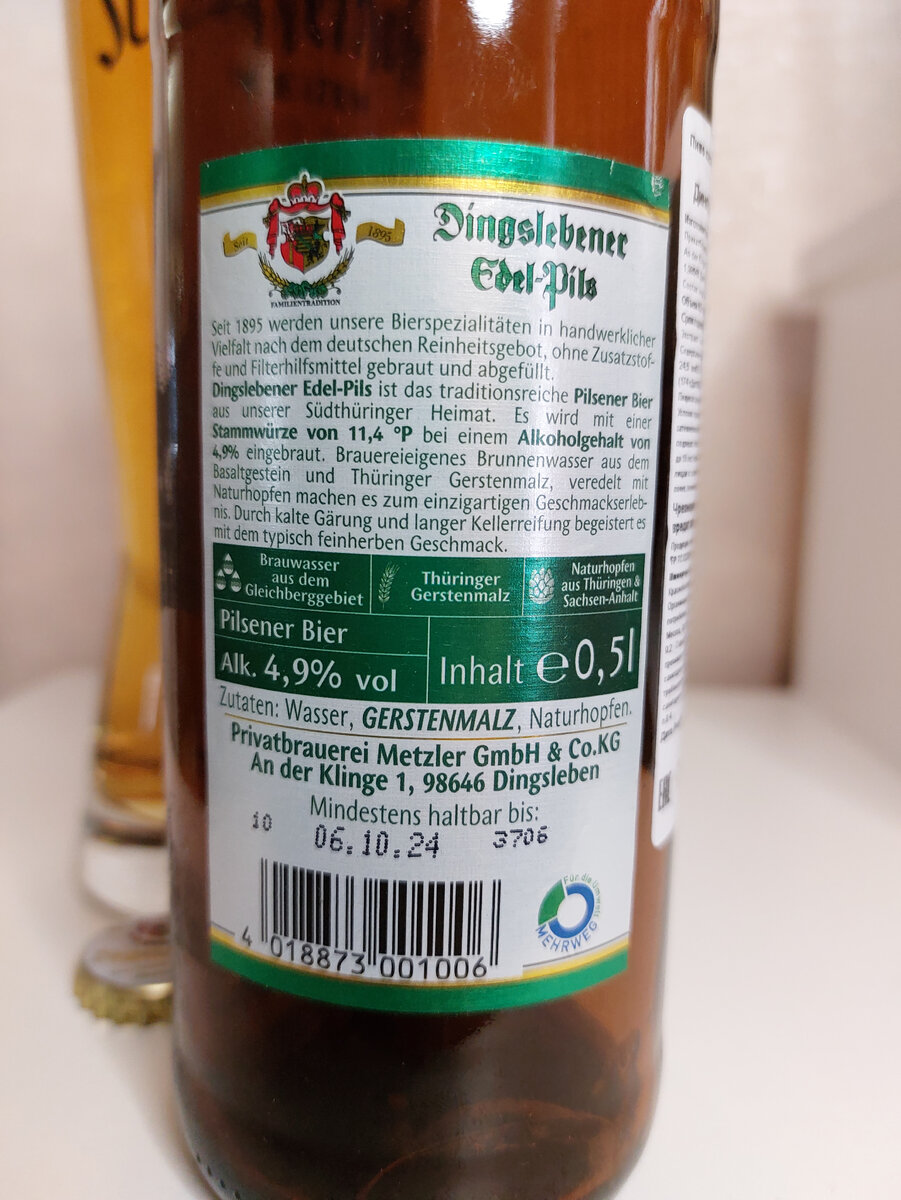 Seit 1895
FAMILIENTRADITION
Dingslebener
Edel-Pils
Seit 1895 werden unsere Bierspezialitäten in handwerklicher
Vielfalt nach dem deutschen Reinheitsgebot, ohne Zusatzstof-
fe und Filterhilfsmittel gebraut und abgefüllt.
Dingslebener Edel-Pils ist das traditionsreiche Pilsener Bier
aus unserer Südthüringer Heimat. Es wird mit einer
Stammwürze von 11,4 °P bei einem Alkoholgehalt von
4,9% eingebraut. Brauereieigenes Brunnenwasser aus dem
Basaltgestein und Thüringer Gerstenmalz, veredelt mit
Naturhopfen machen es zum einzigartigen Geschmackserleb-
nis. Durch kalte Gärung und langer Kellerreifung begeistert es
mit dem typisch feinherben Geschmack.
Brauwasser
aus dem
Gleichberggebiet
Thüringer
Gerstenmalz
Naturhopfen
aus Thüringen &
Sachsen-Anhalt
Pilsener Bier
Alk. 4,9% vol
Inhalt ℮ 0,5l
Zutaten: Wasser, GERSTENMALZ, Naturhopfen.
Privatbrauerei Metzler GmbH & Co.KG
An der Klinge 1, 98646 Dingsleben
Mindestens haltbar bis:
10 06.10.24 3706
4 018873 001006
Für die Umwelt
MEHRWEG
EAC